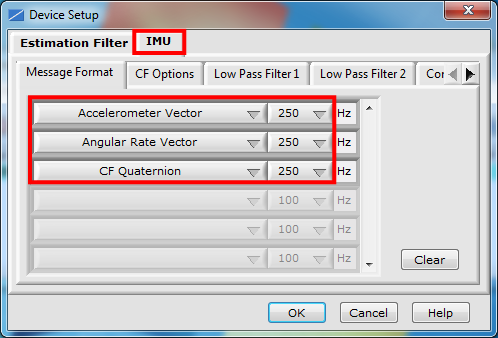 Device Setup
Estimation Filter IMU
Message Format CF Options Low Pass Filter 1 Low Pass Filter 2
Accelerometer Vector 250 Hz
Angular Rate Vector 250 Hz
CF Quaternion 250 Hz
100 Hz
100 Hz
100 Hz
Clear
OK Cancel Help